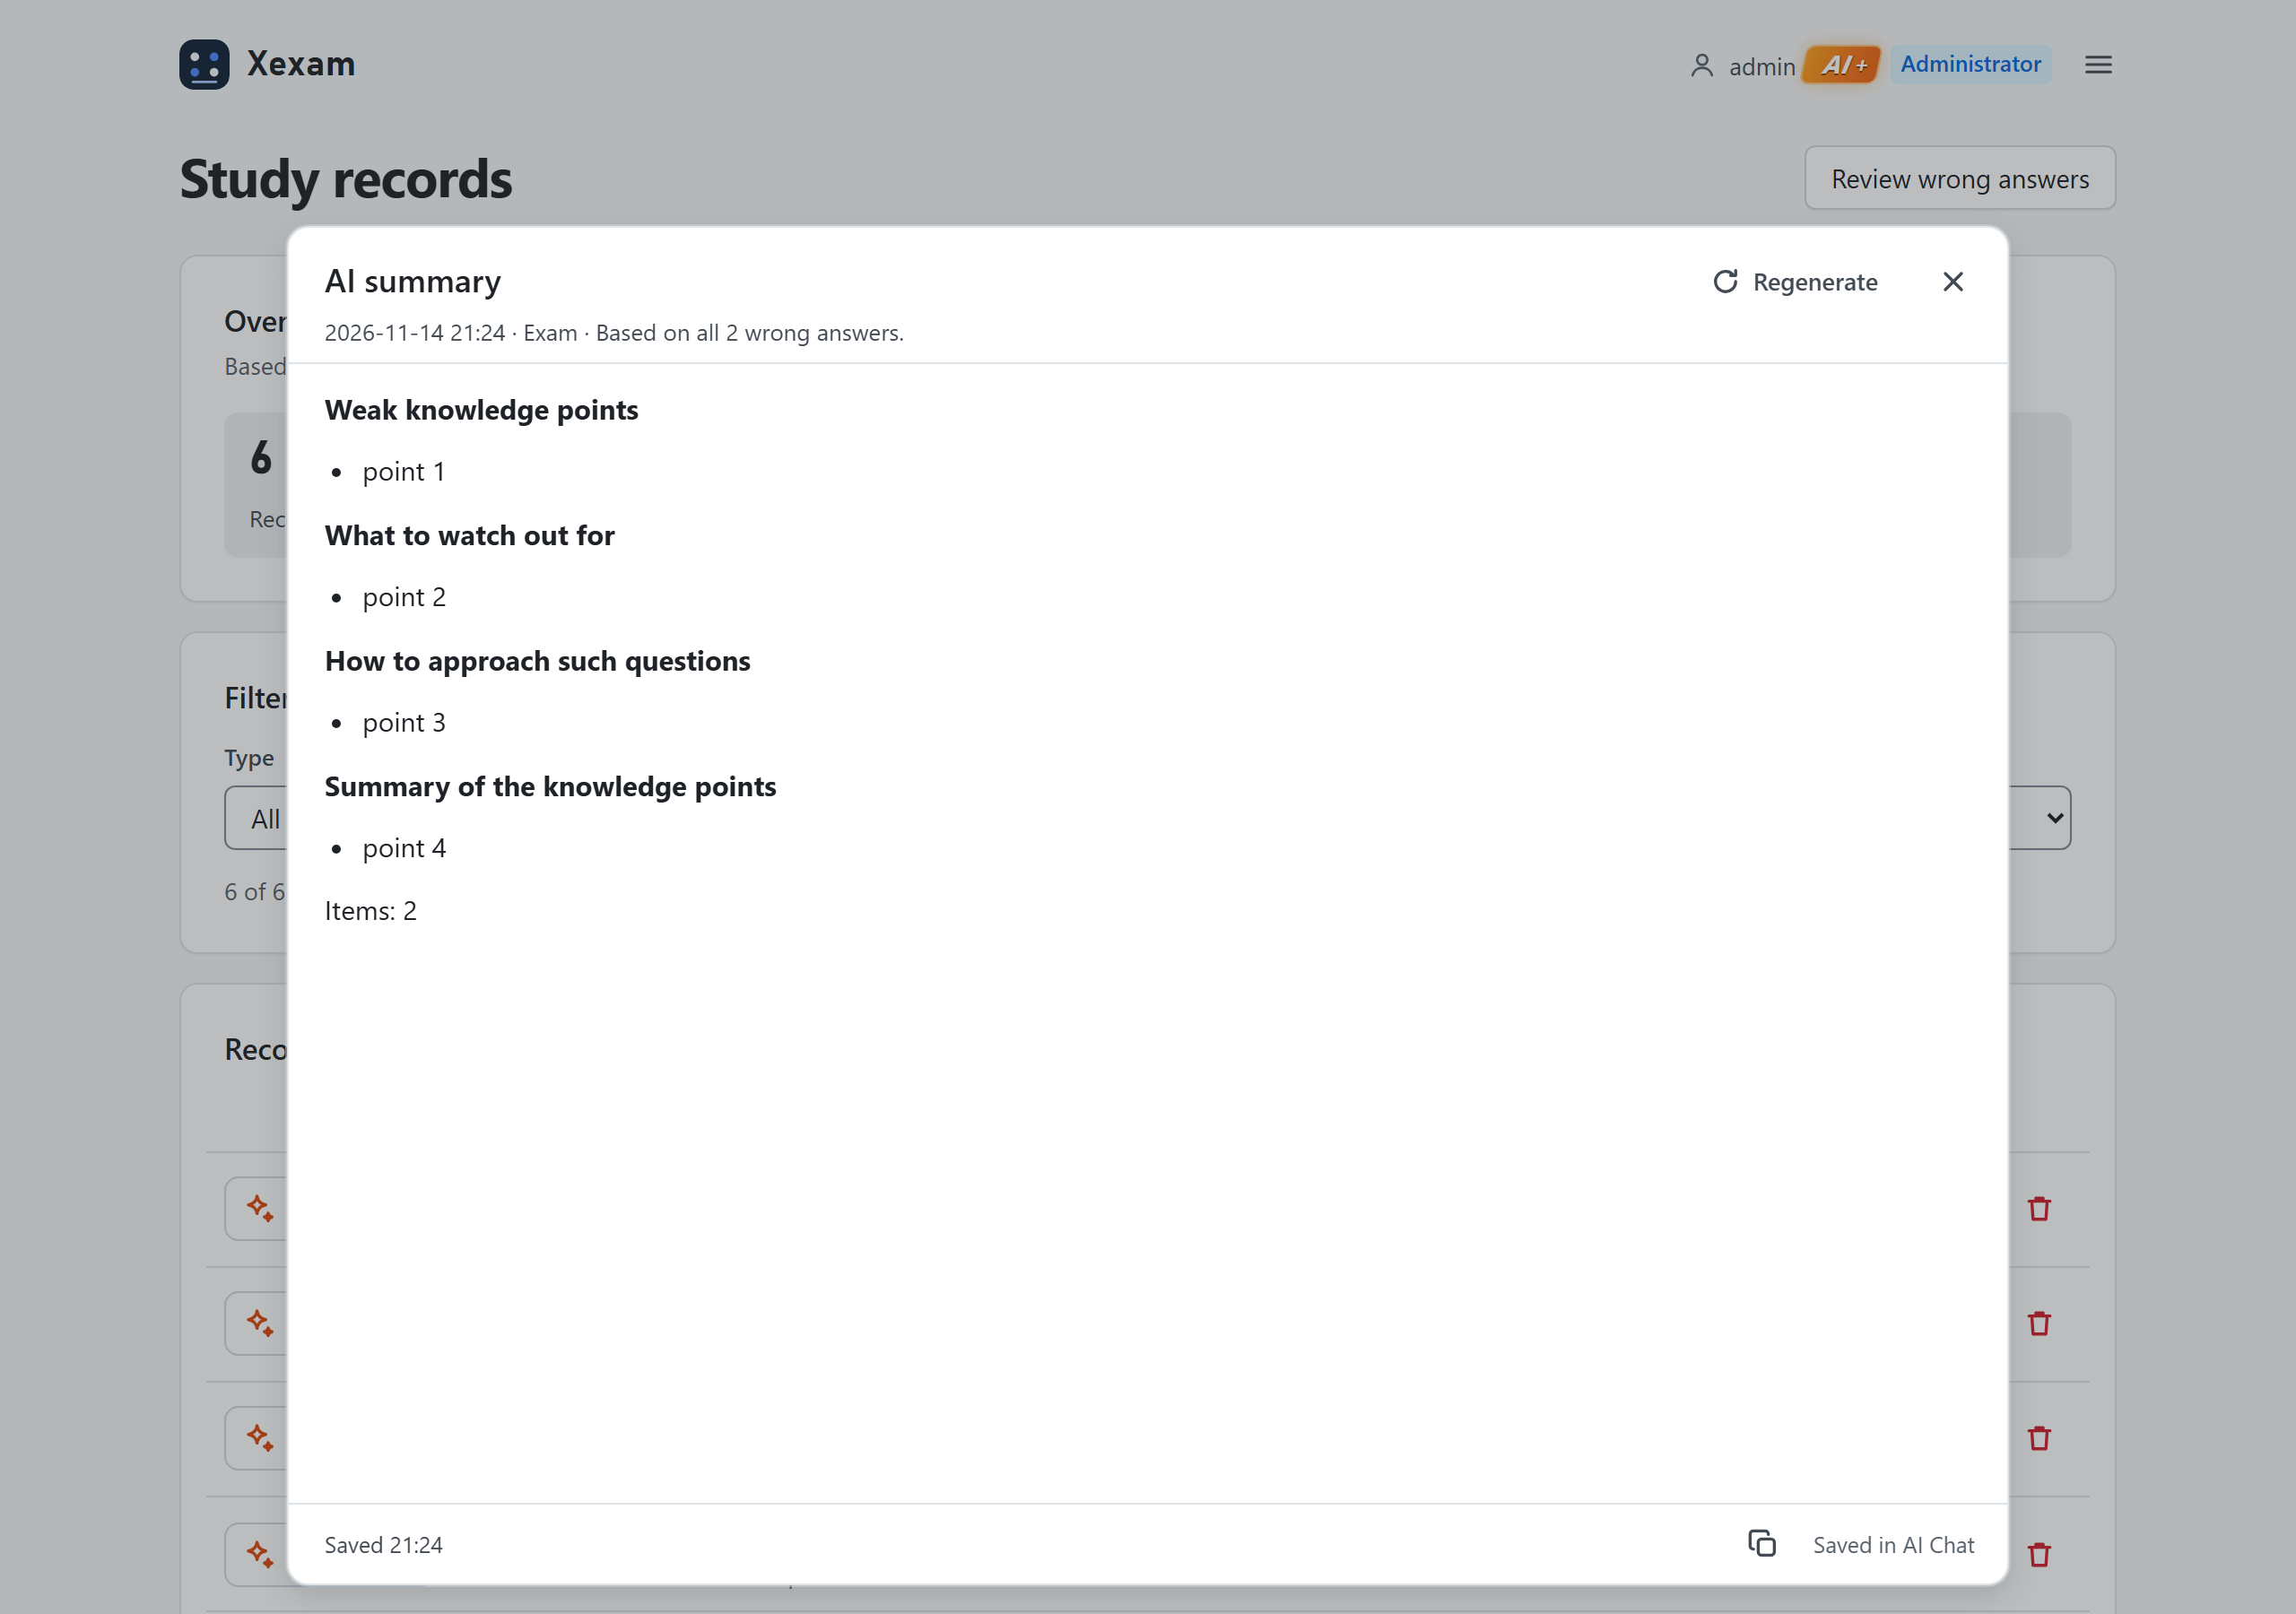 Xexam
admin AI+ Administrator
Study records
Review wrong answers
AI summary
Regenerate
2026-11-14 21:24 · Exam · Based on all 2 wrong answers.
Weak knowledge points
• point 1
What to watch out for
• point 2
How to approach such questions
• point 3
Summary of the knowledge points
• point 4
Items: 2
Saved 21:24
Saved in AI Chat
Over
Based
6
Rec
Filter
Type
All
6 of 6
Reco